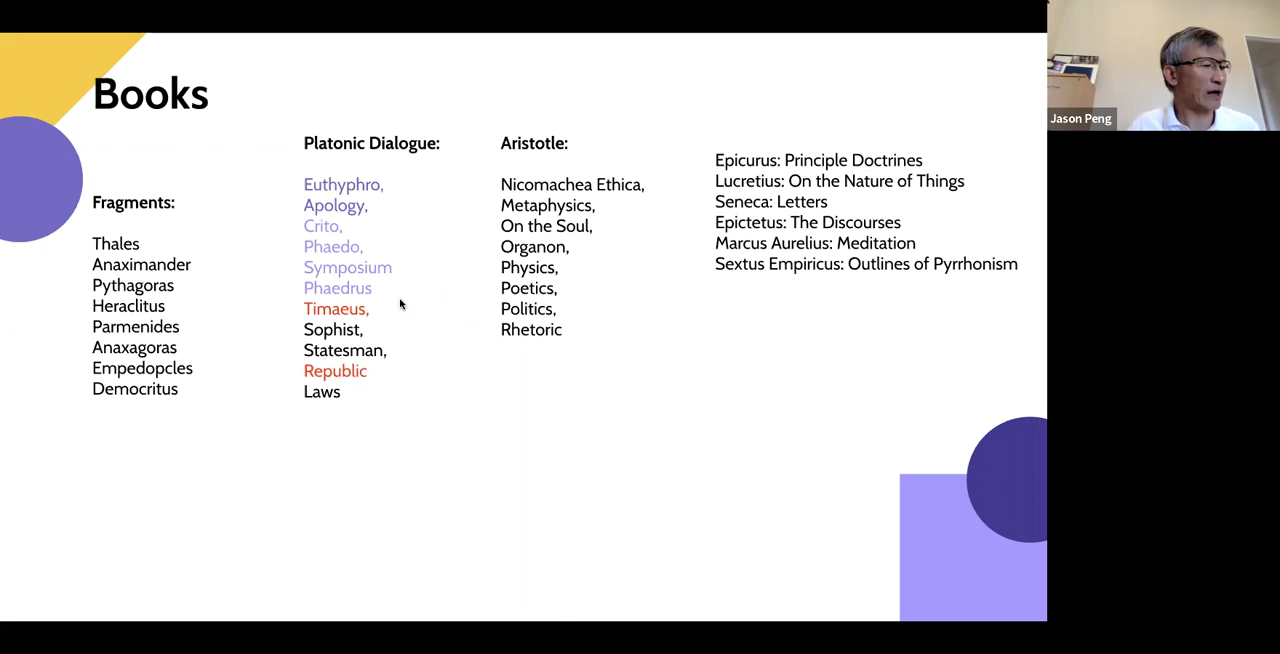 Books
Fragments:
Thales
Anaximander
Pythagoras
Heraclitus
Parmenides
Anaxagoras
Empedopcles
Democritus
Platonic Dialogue:
Euthyphro,
Apology,
Crito,
Phaedo,
Symposium
Phaedrus
Timaeus,
Sophist,
Statesman,
Republic
Laws
Aristotle:
Nicomachea Ethica,
Metaphysics,
On the Soul,
Organon,
Physics,
Poetics,
Politics,
Rhetoric
Epicurus: Principle Doctrines
Lucretius: On the Nature of Things
Seneca: Letters
Epictetus: The Discourses
Marcus Aurelius: Meditation
Sextus Empiricus: Outlines of Pyrrhonism
Jason Peng